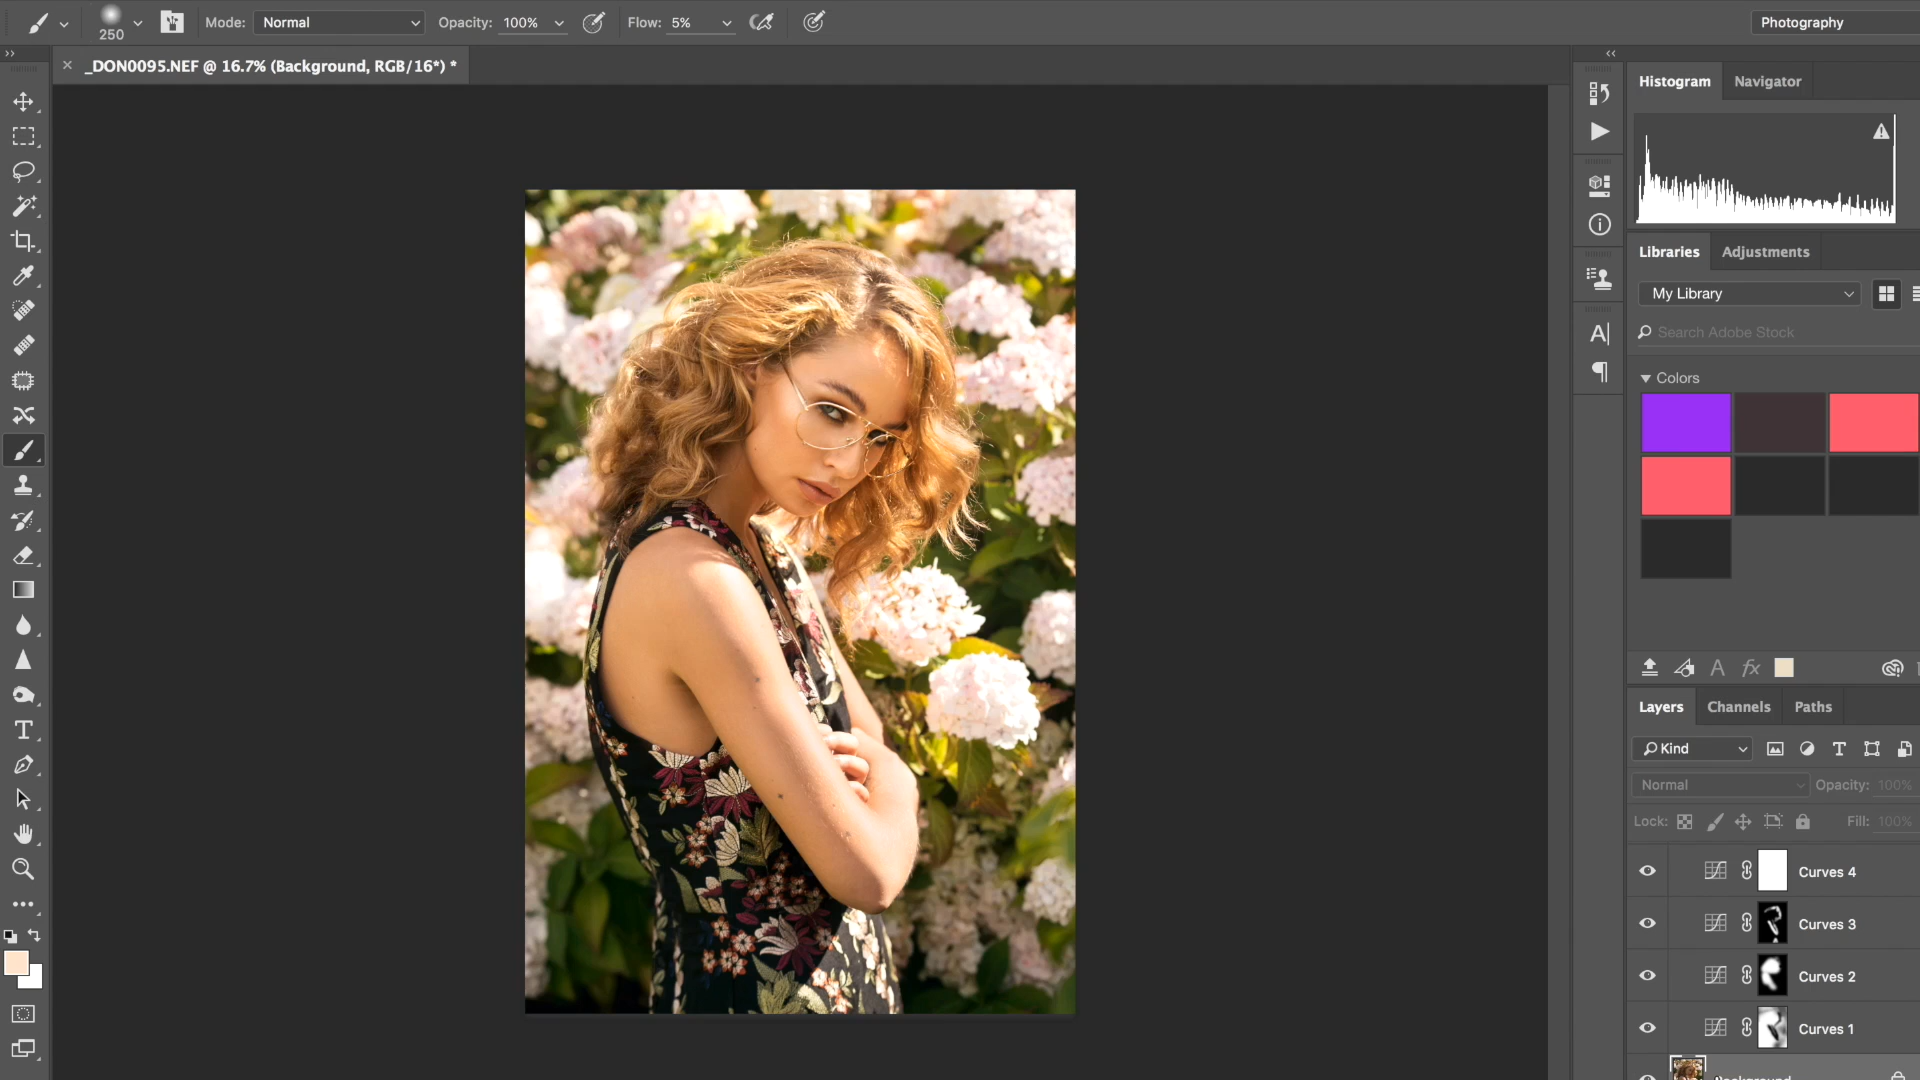 250
Mode: Normal
Opacity: 100%
Flow: 5%
Photography
_DON0095.NEF @ 16.7% (Background, RGB/16*) *
Histogram
Navigator
Libraries
Adjustments
My Library
Search Adobe Stock
Colors
Layers
Channels
Paths
Kind
Normal
Opacity: 100%
Lock:
Fill: 100%
Curves 4
Curves 3
Curves 2
Curves 1